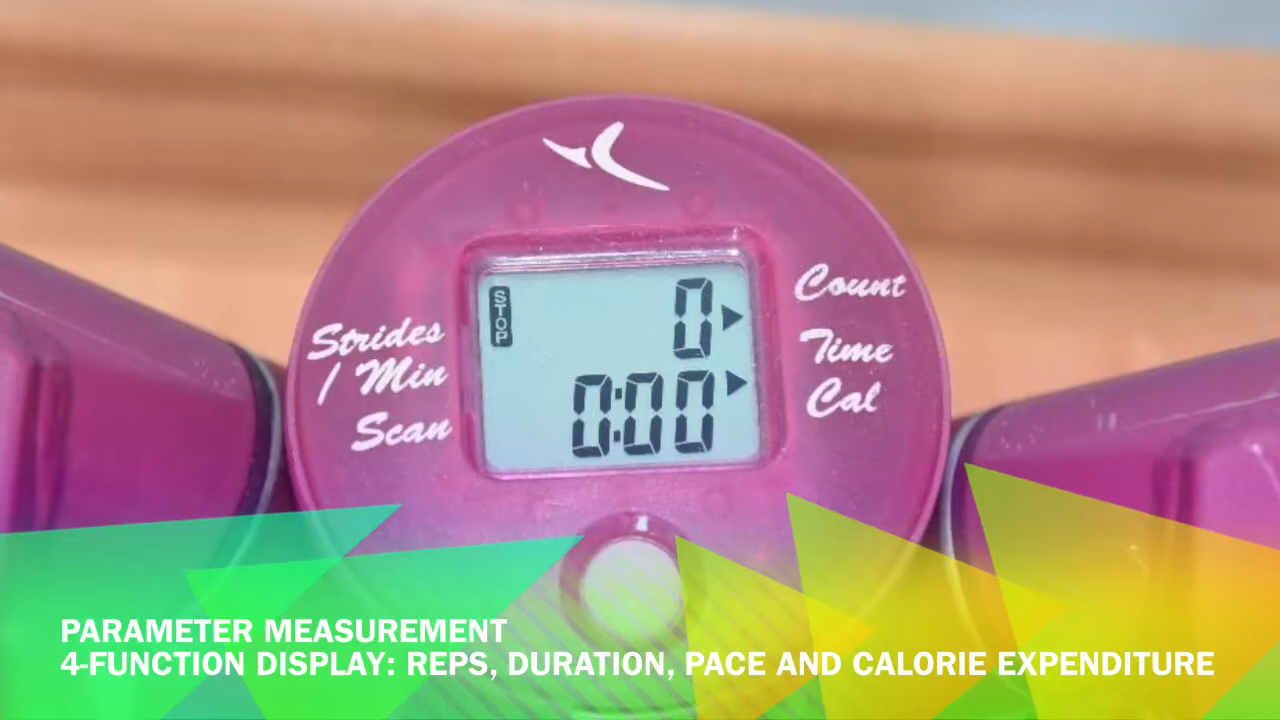 Strides
/ Min
Scan
STOP
0
0:00
Count
Time
Cal
PARAMETER MEASUREMENT
4-FUNCTION DISPLAY: REPS, DURATION, PACE AND CALORIE EXPENDITURE